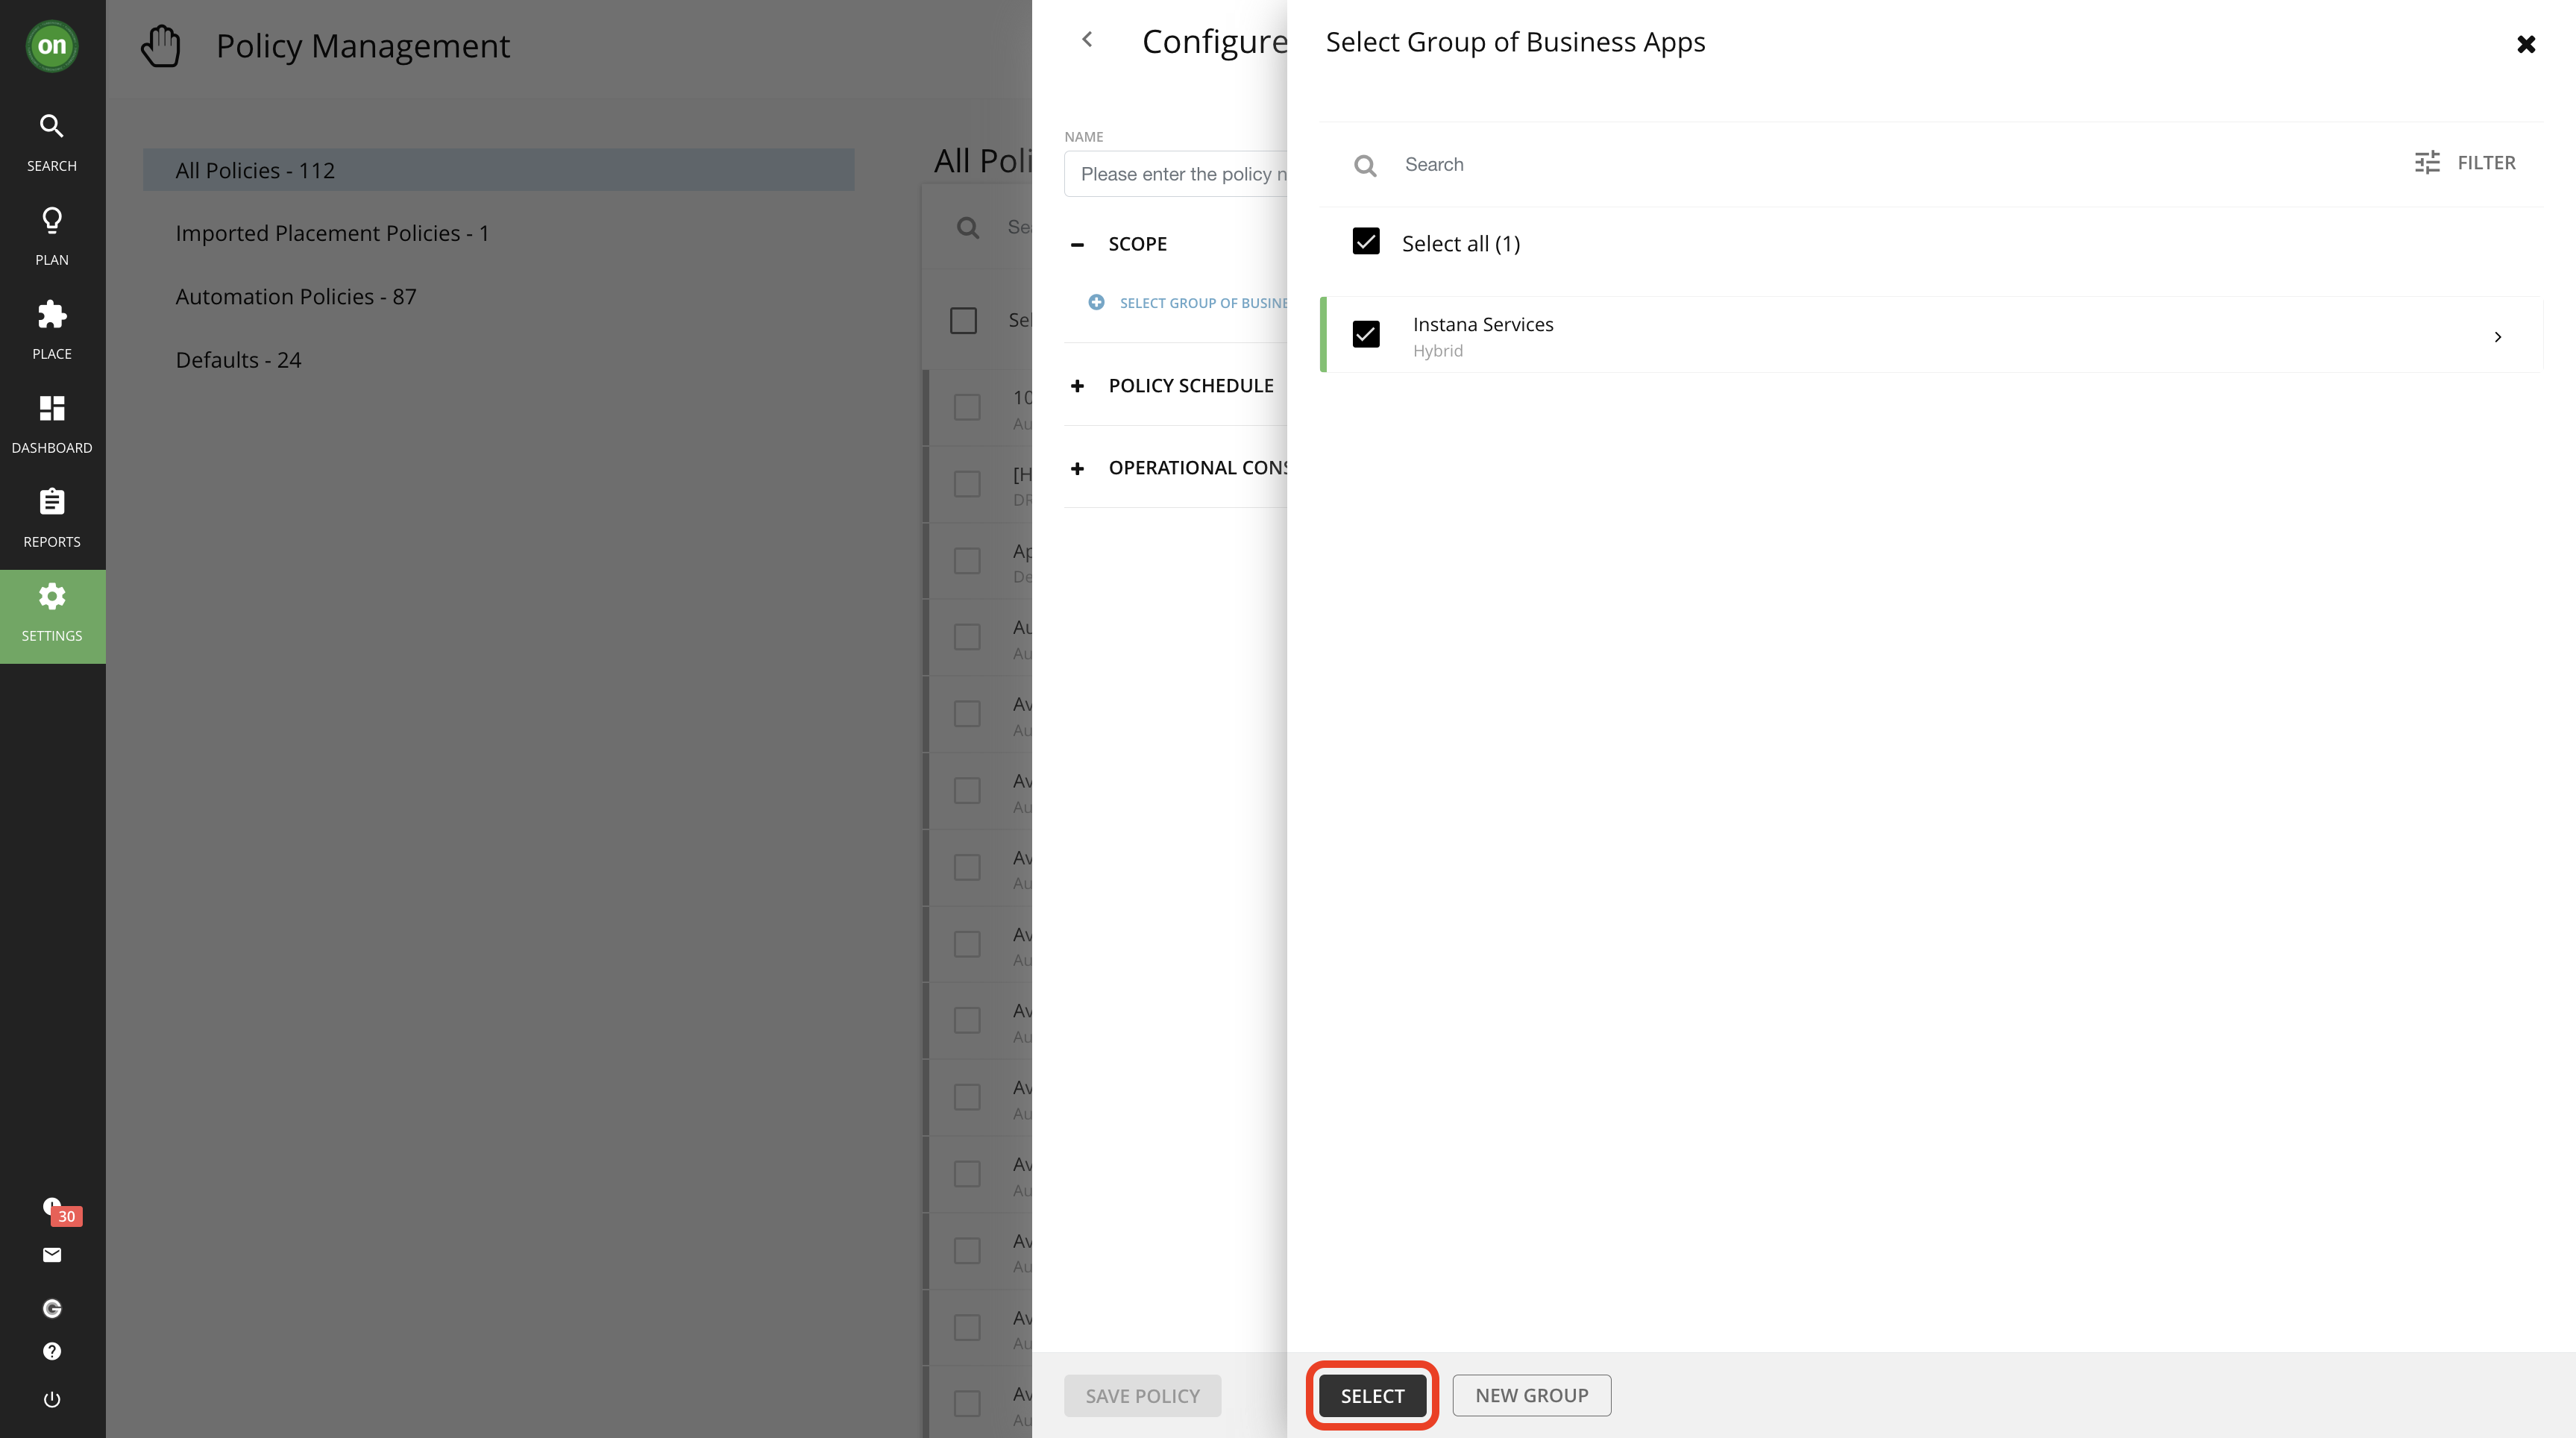 on
SEARCH
PLAN
PLACE
DASHBOARD
REPORTS
SETTINGS
30
Policy Management
All Policies - 112
Imported Placement Policies - 1
Automation Policies - 87
Defaults - 24
All Poli
Sea
Sel
10
Au
[H
DR
Ap
De
Au
Au
Av
Au
Av
Au
Av
Au
Av
Au
Av
Au
Av
Au
Av
Au
Av
Au
Av
Au
Av
Au
Configure
NAME
Please enter the policy n
SCOPE
SELECT GROUP OF BUSINE
POLICY SCHEDULE
OPERATIONAL CONS
SAVE POLICY
Select Group of Business Apps
Search
FILTER
Select all (1)
Instana Services
Hybrid
SELECT
NEW GROUP